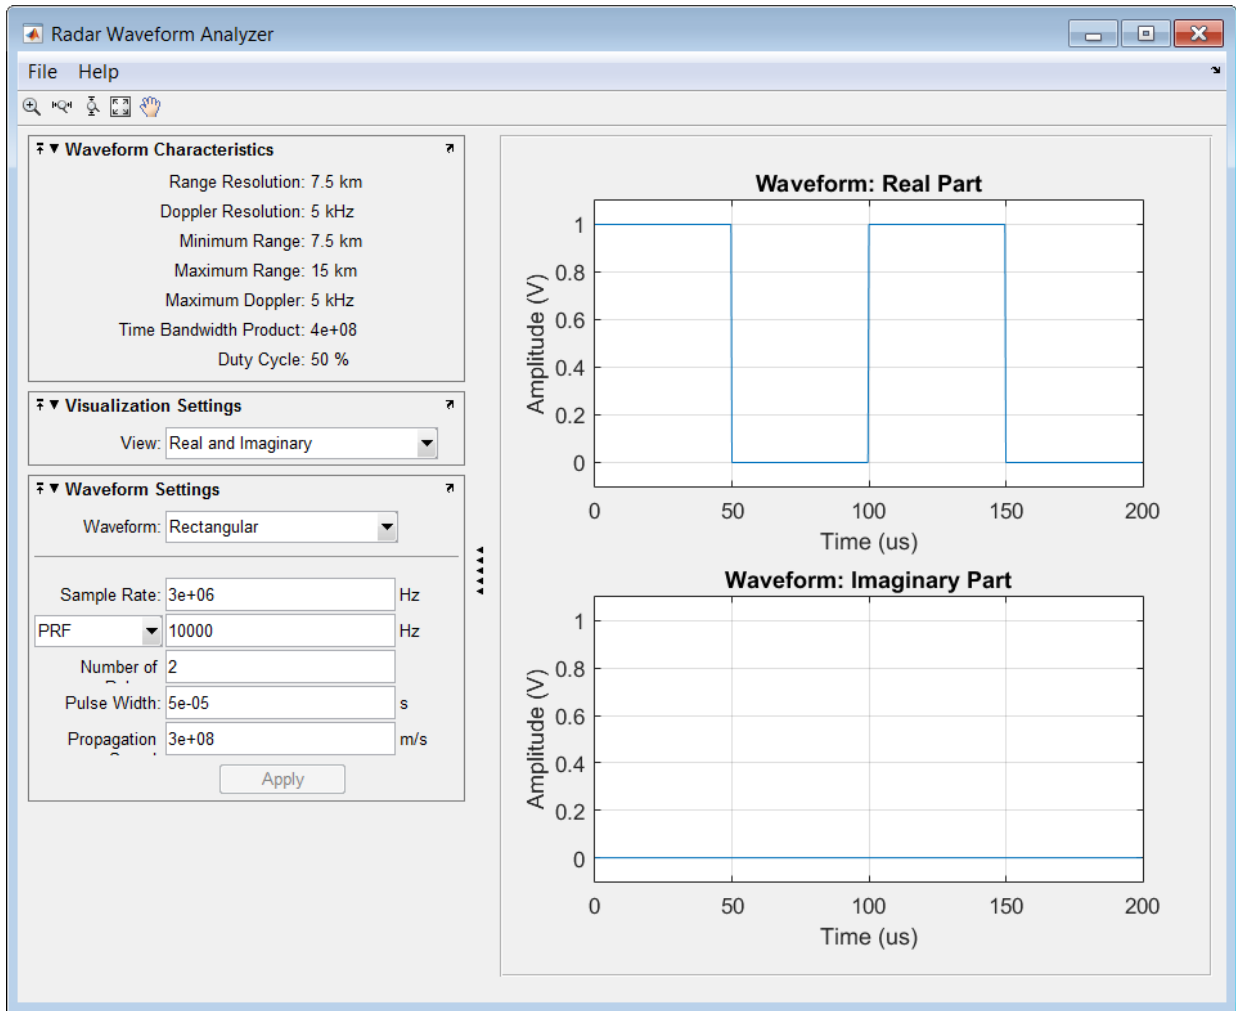 Radar Waveform Analyzer
File Help
Waveform Characteristics
Range Resolution: 7.5 km
Doppler Resolution: 5 kHz
Minimum Range: 7.5 km
Maximum Range: 15 km
Maximum Doppler: 5 kHz
Time Bandwidth Product: 4e+08
Duty Cycle: 50 %
Visualization Settings
View: Real and Imaginary
Waveform Settings
Waveform: Rectangular
Sample Rate: 3e+06 Hz
PRF 10000 Hz
Number of 2
Pulse Width: 5e-05 s
Propagation 3e+08 m/s
Apply
Waveform: Real Part
Amplitude (V)
1
0.8
0.6
0.4
0.2
0
0 50 100 150 200
Time (us)
Waveform: Imaginary Part
Amplitude (V)
1
0.8
0.6
0.4
0.2
0
0 50 100 150 200
Time (us)